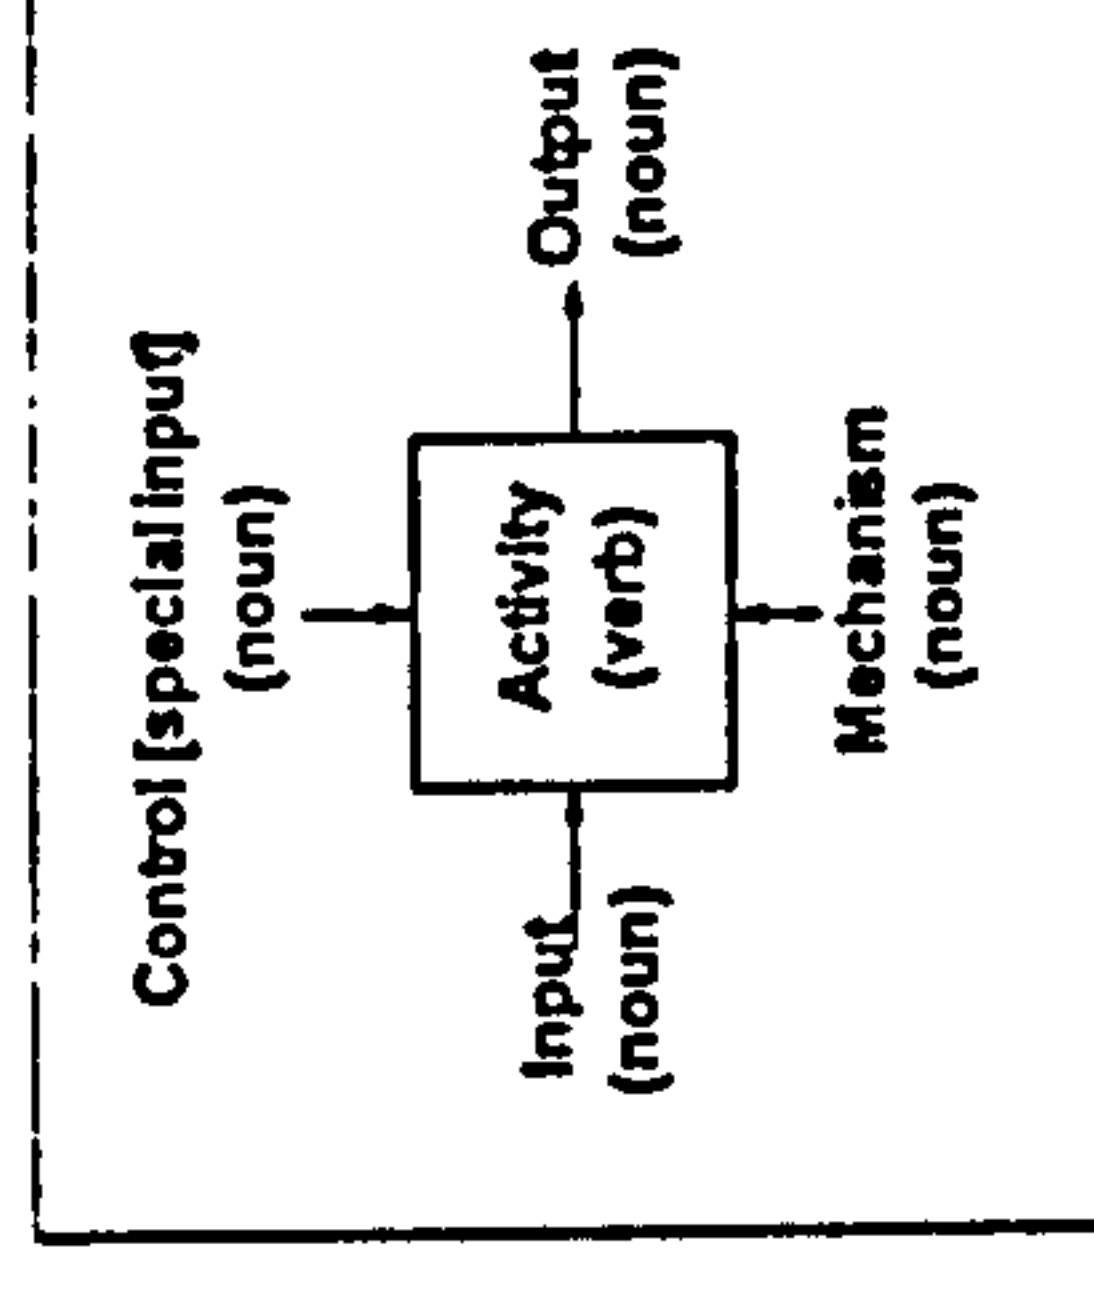 Control [special input]
(noun)
Input
(noun)
Activity
(verb)
Output
(noun)
Mechanism
(noun)